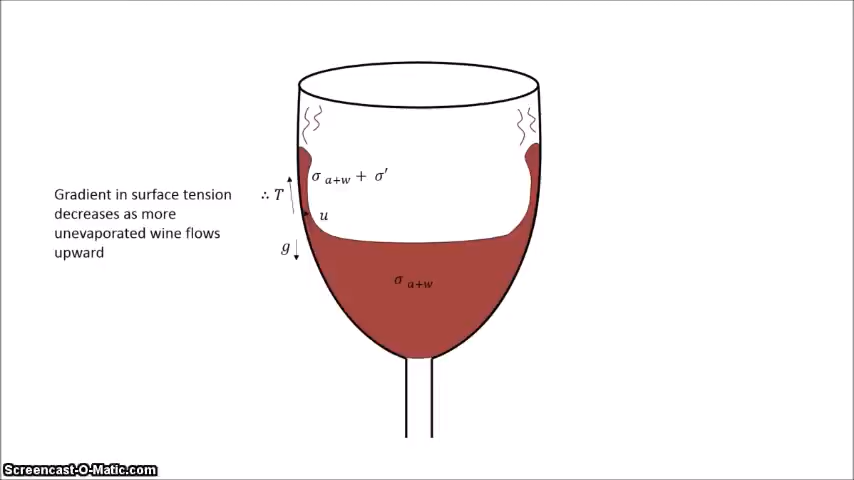 σ a+w + σ′
Gradient in surface tension
decreases as more
unevaporated wine flows
upward
∴ T
u
g
σ a+w
Screencast-O-Matic.com